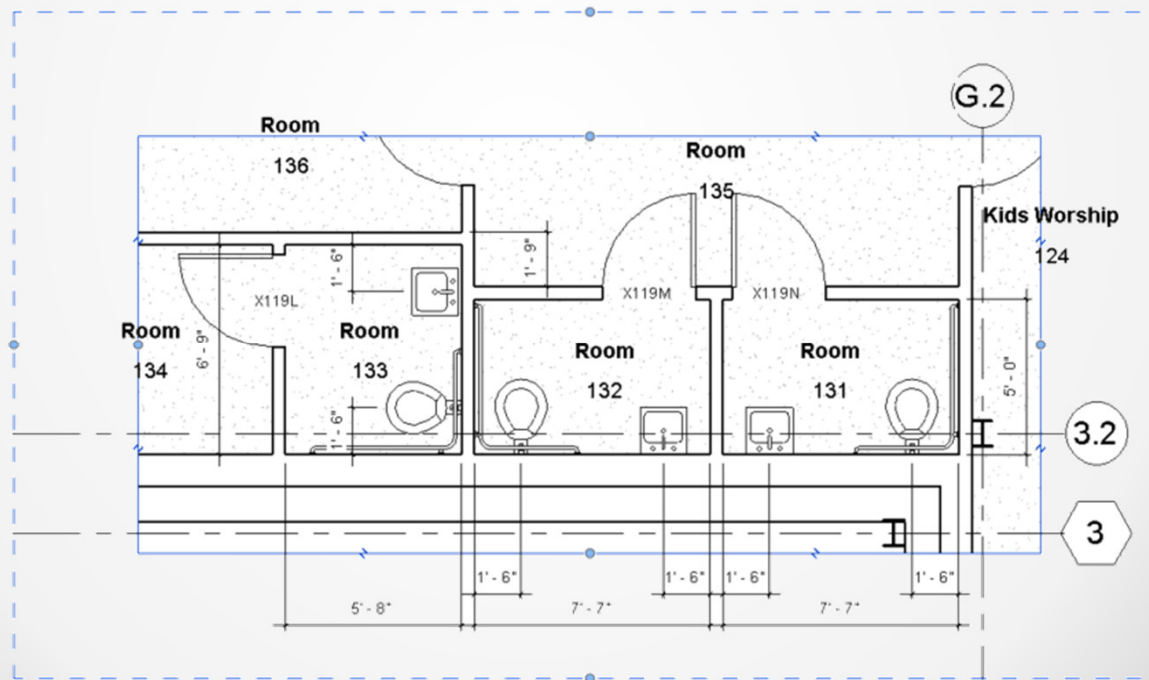 G.2
Room
136
Room
135
Kids Worship
124
1' - 6"
1' - 9"
X119L
X119M
X119N
Room
134
6' - 9"
Room
133
Room
132
Room
131
5' - 0"
1' - 6"
3.2
3
1' - 6"
1' - 6"
1' - 6"
1' - 6"
5' - 8"
7' - 7"
7' - 7"